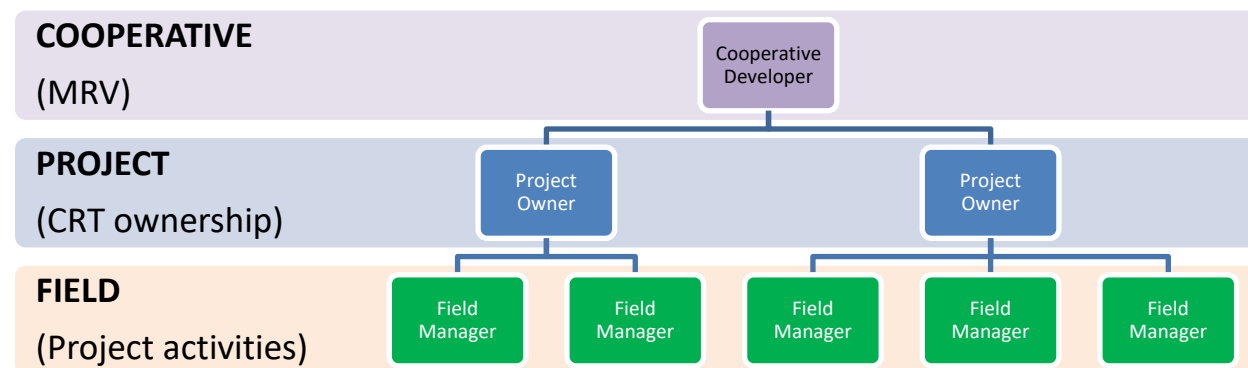 COOPERATIVE
(MRV)
Cooperative
Developer
PROJECT
(CRT ownership)
Project
Owner
Project
Owner
FIELD
(Project activities)
Field
Manager
Field
Manager
Field
Manager
Field
Manager
Field
Manager